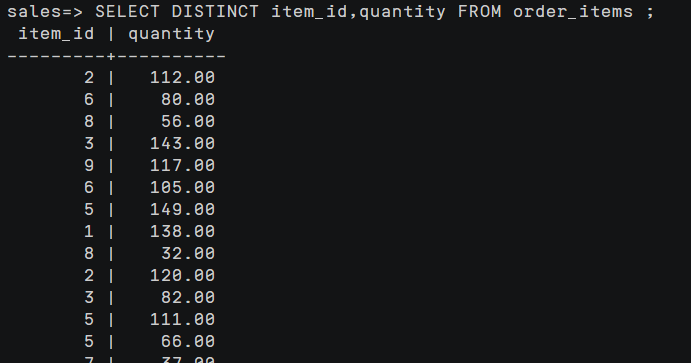 sales=> SELECT DISTINCT item_id,quantity FROM order_items ;
 item_id | quantity
---------+----------
       2 |   112.00
       6 |    80.00
       8 |    56.00
       3 |   143.00
       9 |   117.00
       6 |   105.00
       5 |   149.00
       1 |   138.00
       8 |    32.00
       2 |   120.00
       3 |    82.00
       5 |   111.00
       5 |    66.00
       7 |    37.00